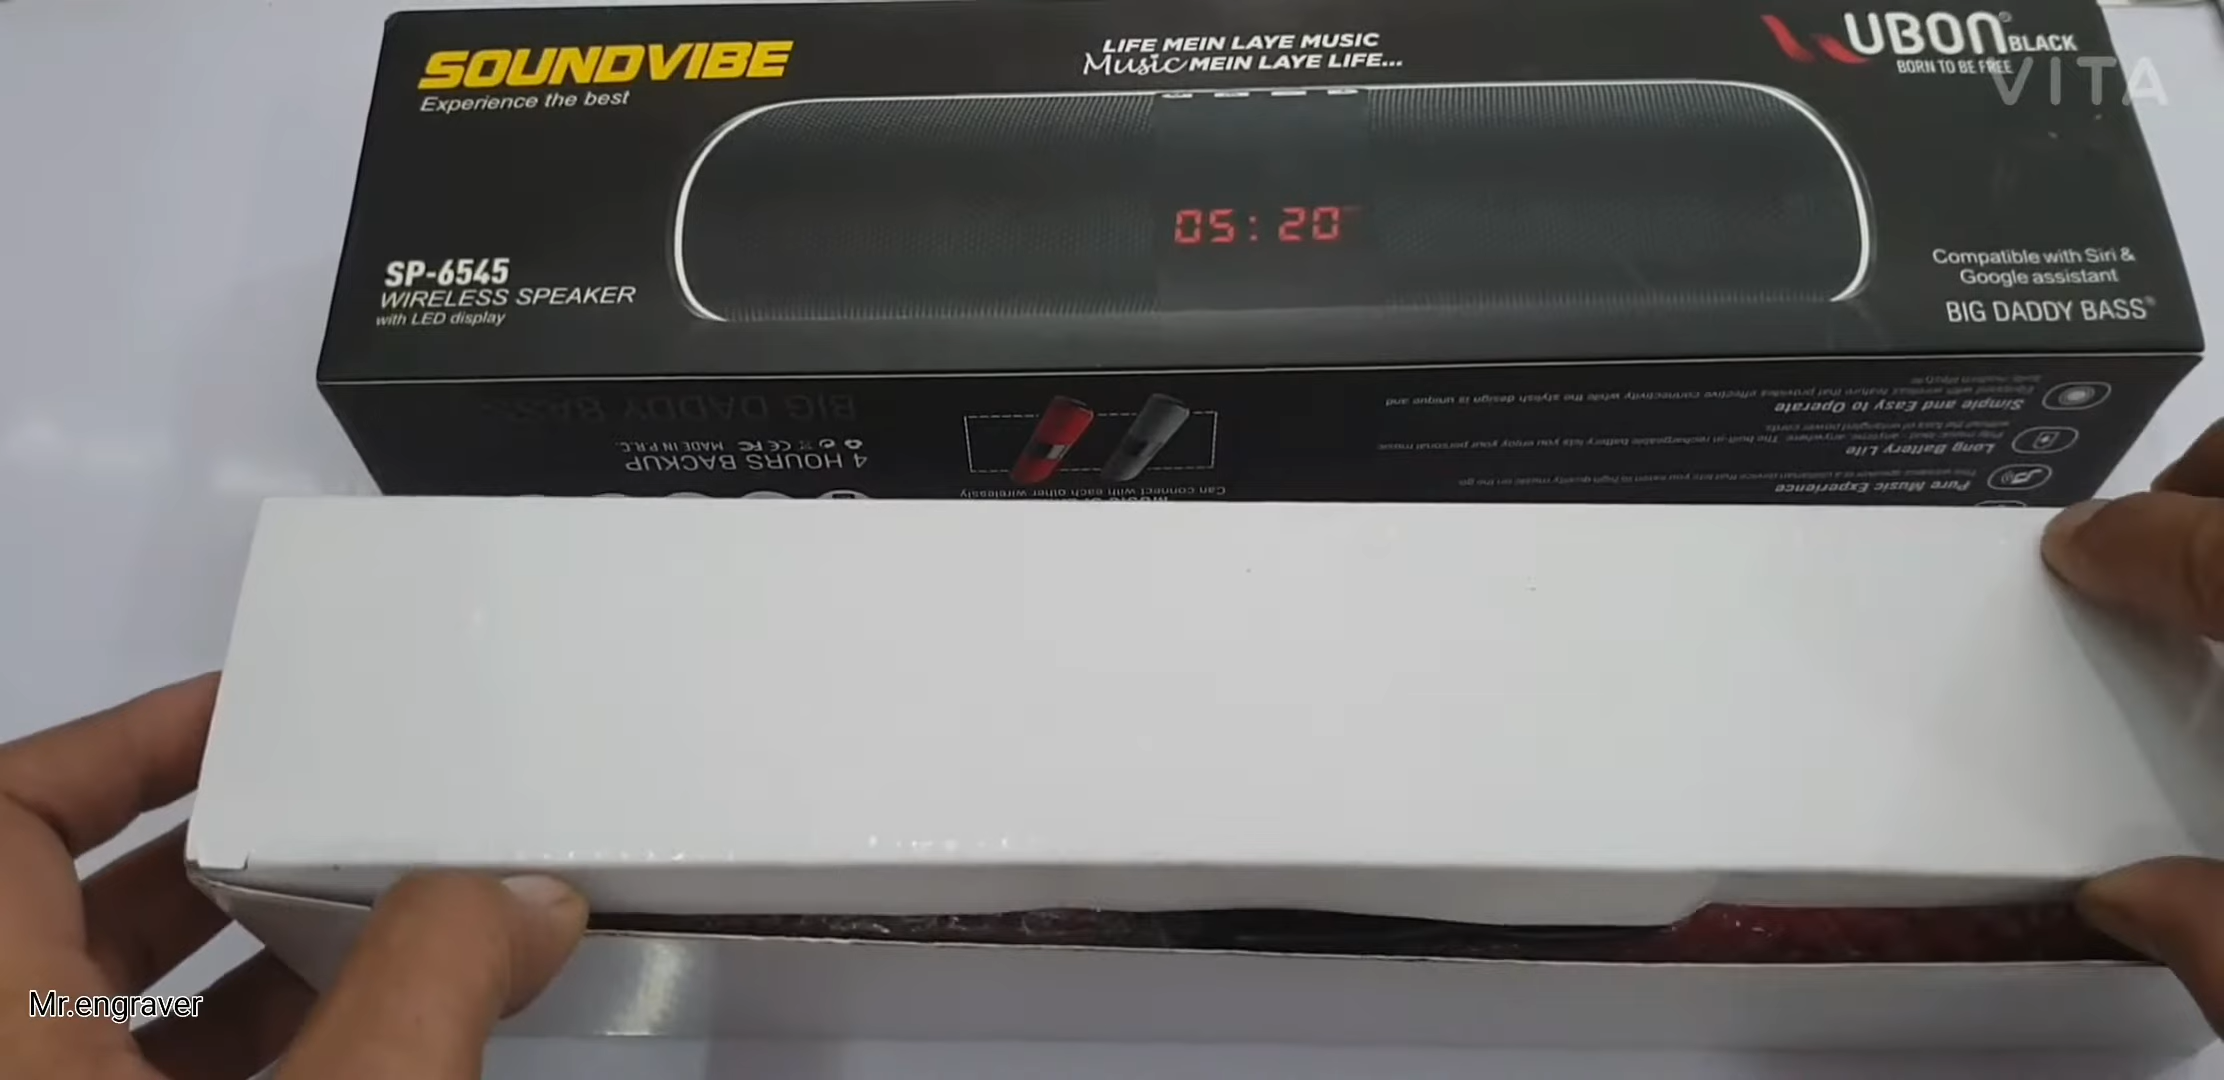 SOUNDVIBE
Experience the best
LIFE MEIN LAYE MUSIC
Music MEIN LAYE LIFE...
UBON® BLACK
BORN TO BE FREE
VITA
05:20
SP-6545
WIRELESS SPEAKER
with LED display
Compatible with Siri &
Google assistant
BIG DADDY BASS®
BIG DADDY BASS
MADE IN P.R.C.
4 HOURS BACKUP
Can connect with each other wirelessly
Pure Music Experience
Long Battery Life
Simple and Easy to Operate
Mr.engraver